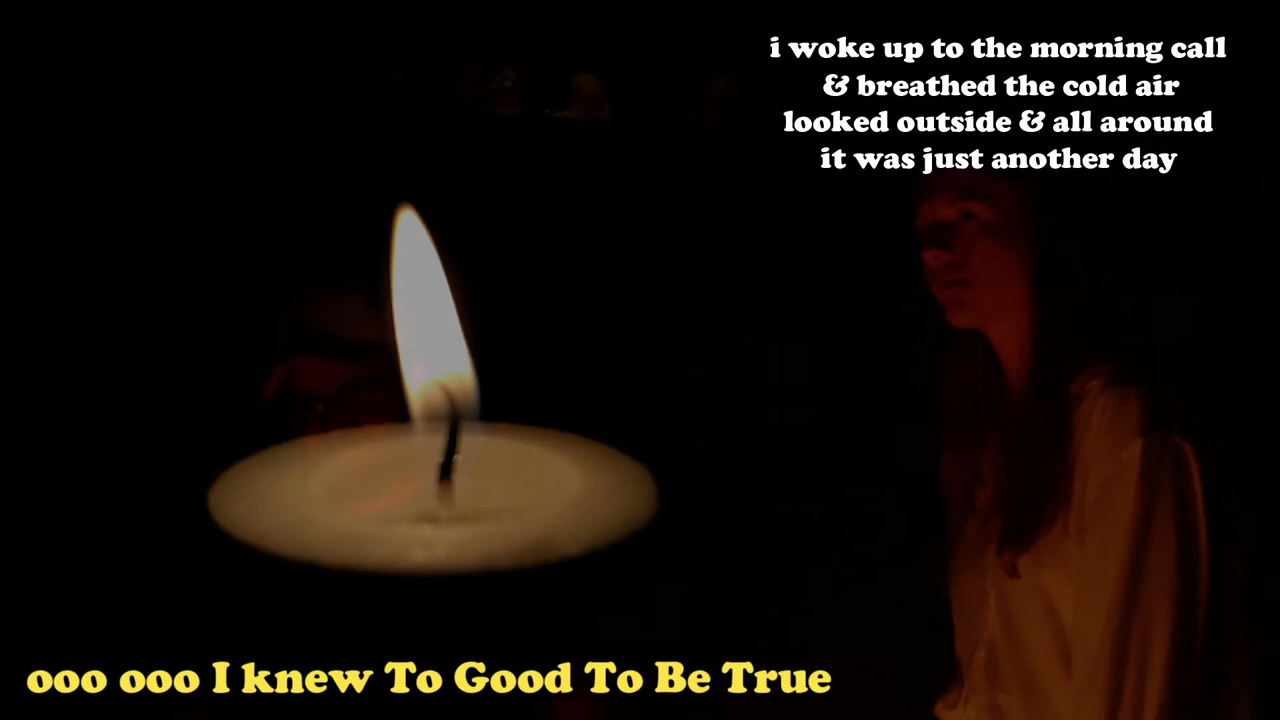 i woke up to the morning call
& breathed the cold air
looked outside & all around
it was just another day
ooo ooo I knew To Good To Be True